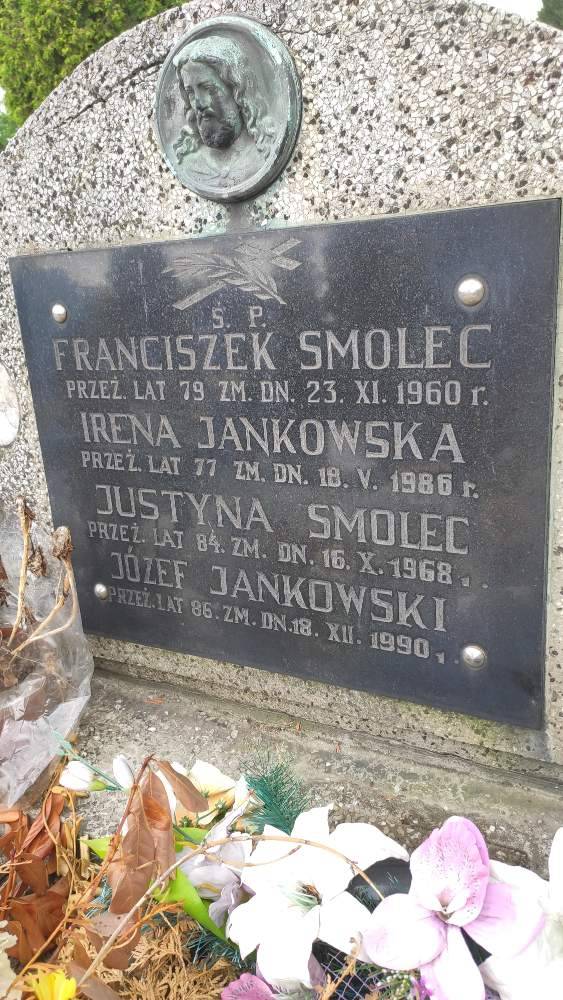 Ś. P.
FRANCISZEK SMOLEC
PRZEŻ. LAT 79 ZM. DN. 23. XI. 1960 r.
IRENA JANKOWSKA
PRZEŻ. LAT 77 ZM. DN. 18. V. 1986 r.
JUSTYNA SMOLEC
PRZEŻ. LAT 84. ZM. DN. 16. X. 1968 r.
JÓZEF JANKOWSKI
PRZEŻ. LAT 86. ZM. DN. 18. XII. 1990 r.